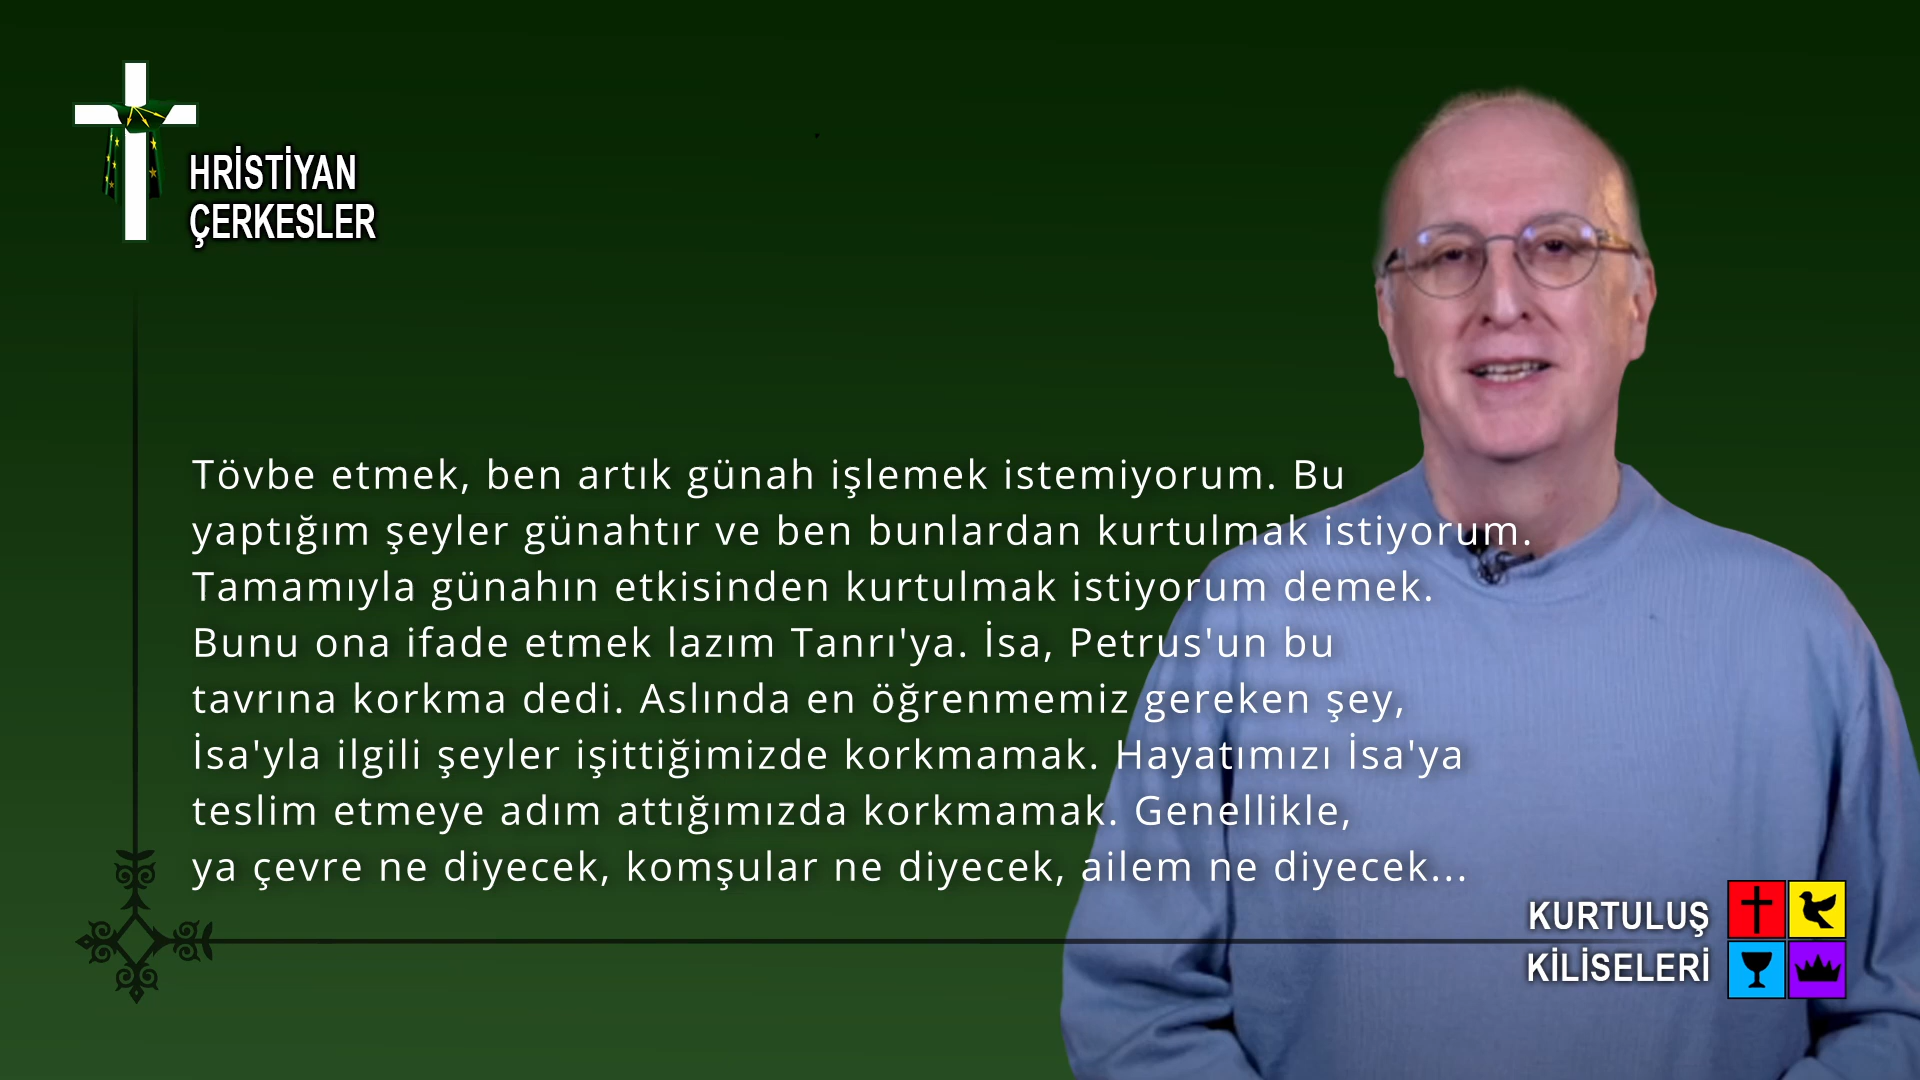 HRİSTİYAN
ÇERKESLER
Tövbe etmek, ben artık günah işlemek istemiyorum. Bu
yaptığım şeyler günahtır ve ben bunlardan kurtulmak istiyorum.
Tamamıyla günahın etkisinden kurtulmak istiyorum demek.
Bunu ona ifade etmek lazım Tanrı'ya. İsa, Petrus'un bu
tavrına korkma dedi. Aslında en öğrenmemiz gereken şey,
İsa'yla ilgili şeyler işittiğimizde korkmamak. Hayatımızı İsa'ya
teslim etmeye adım attığımızda korkmamak. Genellikle,
ya çevre ne diyecek, komşular ne diyecek, ailem ne diyecek...
KURTULUŞ
KİLİSELERİ